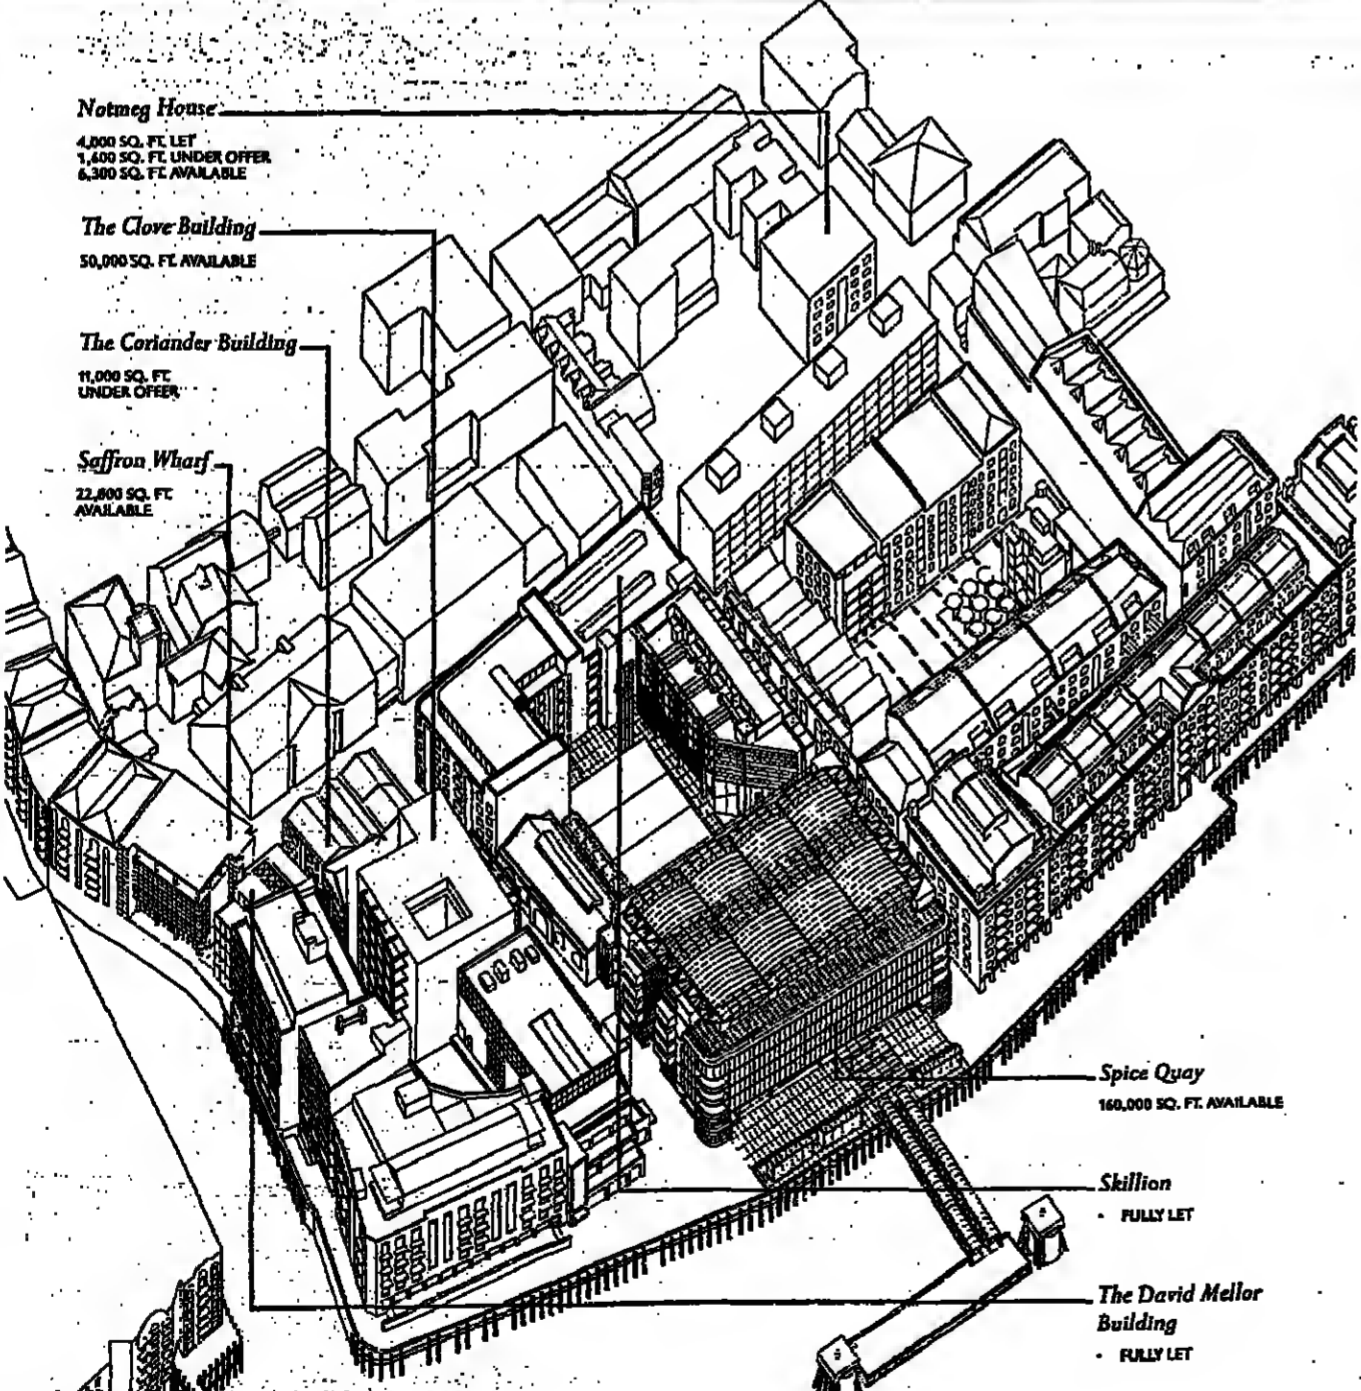 Notmeg House
4,000 SQ. FT. LET
1,600 SQ. FT. UNDER OFFER
6,300 SQ. FT. AVAILABLE
The Clove Building
50,000 SQ. FT. AVAILABLE
The Coriander Building
11,000 SQ. FT.
UNDER OFFER
Saffron Wharf
22,800 SQ. FT.
AVAILABLE
Spice Quay
160,000 SQ. FT. AVAILABLE
Skillion
• FULLY LET
The David Mellor
Building
• FULLY LET